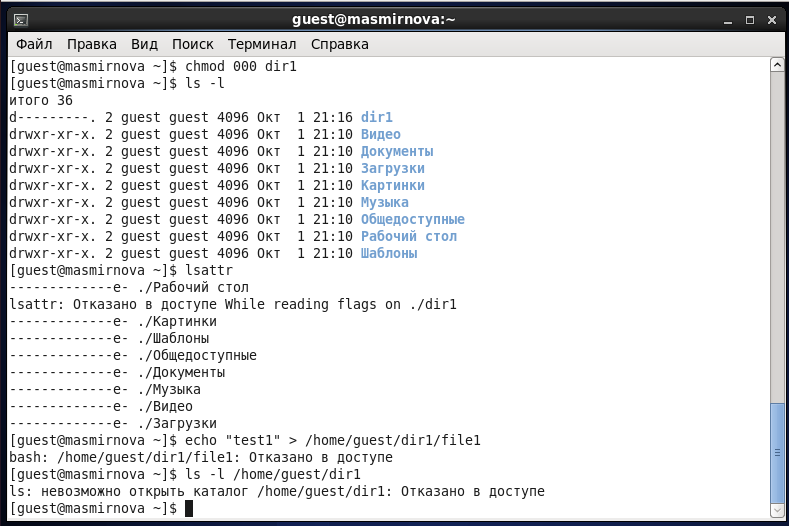 guest@masmirnova:~
Файл Правка Вид Поиск Терминал Справка
[guest@masmirnova ~]$ chmod 000 dir1
[guest@masmirnova ~]$ ls -l
итого 36
d---------. 2 guest guest 4096 Окт  1 21:16 dir1
drwxr-xr-x. 2 guest guest 4096 Окт  1 21:10 Видео
drwxr-xr-x. 2 guest guest 4096 Окт  1 21:10 Документы
drwxr-xr-x. 2 guest guest 4096 Окт  1 21:10 Загрузки
drwxr-xr-x. 2 guest guest 4096 Окт  1 21:10 Картинки
drwxr-xr-x. 2 guest guest 4096 Окт  1 21:10 Музыка
drwxr-xr-x. 2 guest guest 4096 Окт  1 21:10 Общедоступные
drwxr-xr-x. 2 guest guest 4096 Окт  1 21:10 Рабочий стол
drwxr-xr-x. 2 guest guest 4096 Окт  1 21:10 Шаблоны
[guest@masmirnova ~]$ lsattr
-------------e- ./Рабочий стол
lsattr: Отказано в доступе While reading flags on ./dir1
-------------e- ./Картинки
-------------e- ./Шаблоны
-------------e- ./Общедоступные
-------------e- ./Документы
-------------e- ./Музыка
-------------e- ./Видео
-------------e- ./Загрузки
[guest@masmirnova ~]$ echo "test1" > /home/guest/dir1/file1
bash: /home/guest/dir1/file1: Отказано в доступе
[guest@masmirnova ~]$ ls -l /home/guest/dir1
ls: невозможно открыть каталог /home/guest/dir1: Отказано в доступе
[guest@masmirnova ~]$